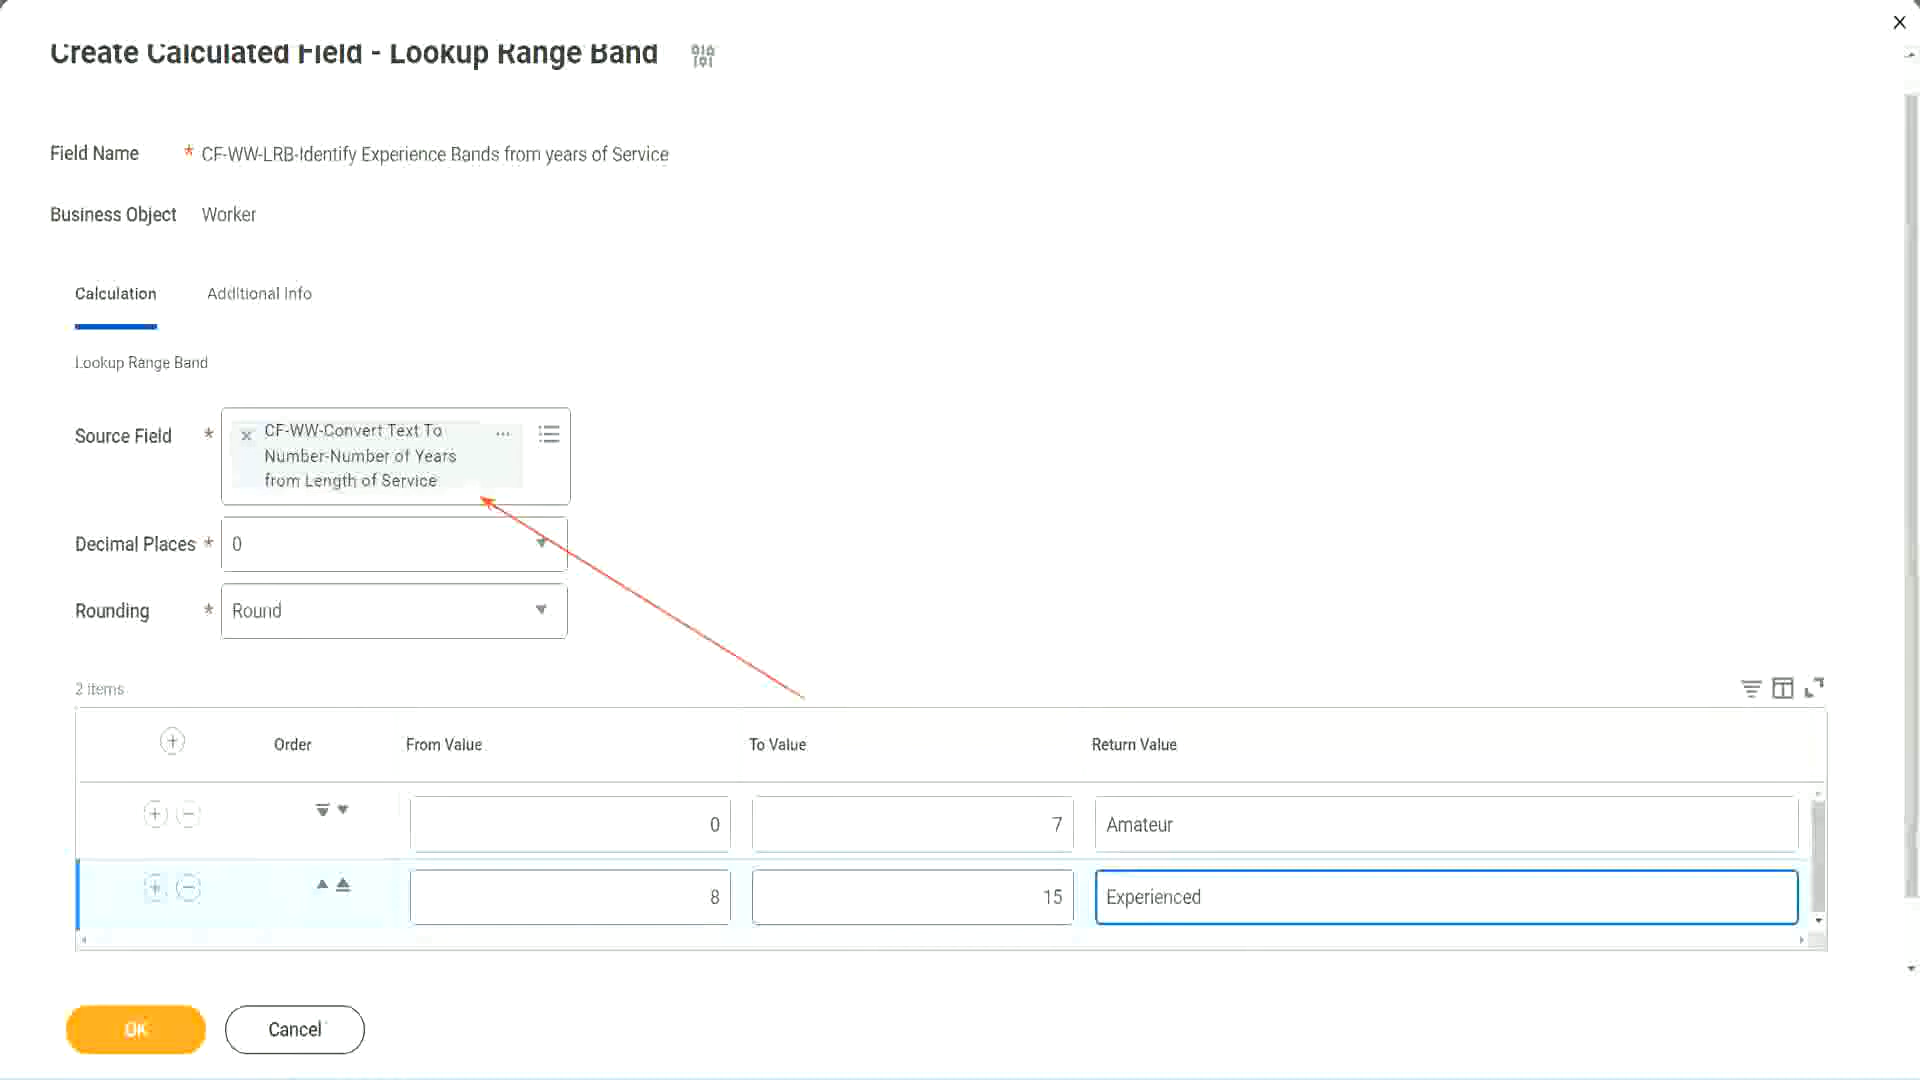 Create Calculated Field - Lookup Range Band
Field Name * CF-WW-LRB-Identify Experience Bands from years of Service
Business Object Worker
Calculation Additional Info
Lookup Range Band
Source Field * CF-WW-Convert Text To
Number-Number of Years
from Length of Service
Decimal Places * 0
Rounding * Round
2 items
Order From Value To Value Return Value
0 7 Amateur
8 15 Experienced
OK Cancel